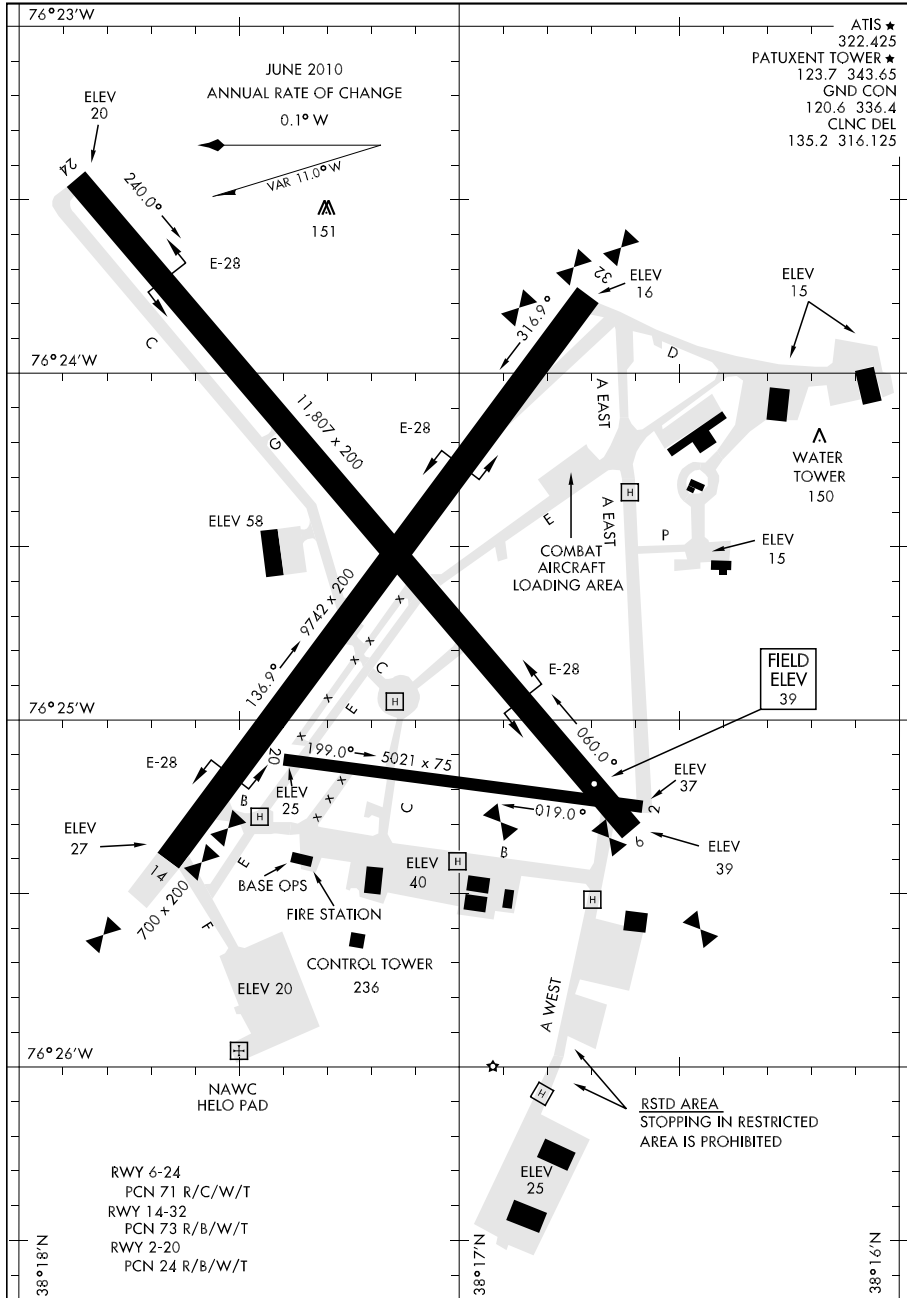 76°23'W
ATIS ★
322.425
PATUXENT TOWER ★
123.7 343.65
GND CON
120.6 336.4
CLNC DEL
135.2 316.125
JUNE 2010
ANNUAL RATE OF CHANGE
0.1° W
VAR 11.0° W
151
ELEV
20
24
240.0°
E-28
32
ELEV
16
316.9°
ELEV
15
C
76°24'W
D
A EAST
11,807 x 200
G
E-28
WATER
TOWER
150
H
ELEV 58
E
A EAST
P
COMBAT
AIRCRAFT
LOADING AREA
ELEV
15
9742 x 200
136.9°
C
E
H
E-28
FIELD
ELEV
39
060.0°
76°25'W
E-28
20
199.0°
5021 x 75
ELEV
25
B
H
C
019.0°
B
2
ELEV
37
6
ELEV
39
ELEV
27
14
700 x 200
E
BASE OPS
FIRE STATION
ELEV
40
H
H
F
CONTROL TOWER
236
ELEV 20
A WEST
76°26'W
NAWC
HELO PAD
H
RSTD AREA
STOPPING IN RESTRICTED
AREA IS PROHIBITED
ELEV
25
RWY 6-24
PCN 71 R/C/W/T
RWY 14-32
PCN 73 R/B/W/T
RWY 2-20
PCN 24 R/B/W/T
38°18'N
38°17'N
38°16'N